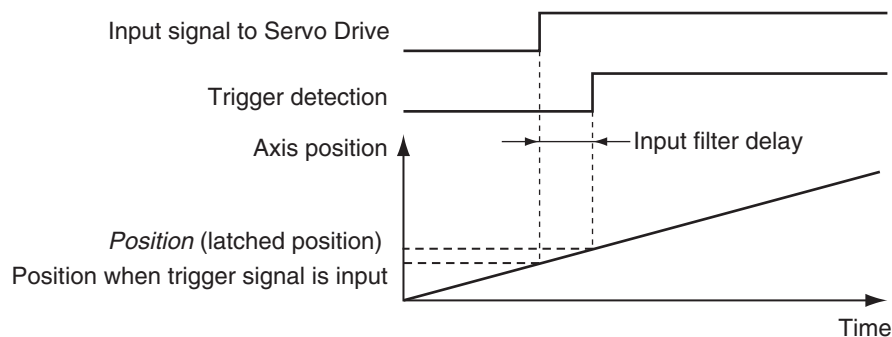 Input signal to Servo Drive
Trigger detection
Input filter delay
Axis position
Position (latched position)
Position when trigger signal is input
Time